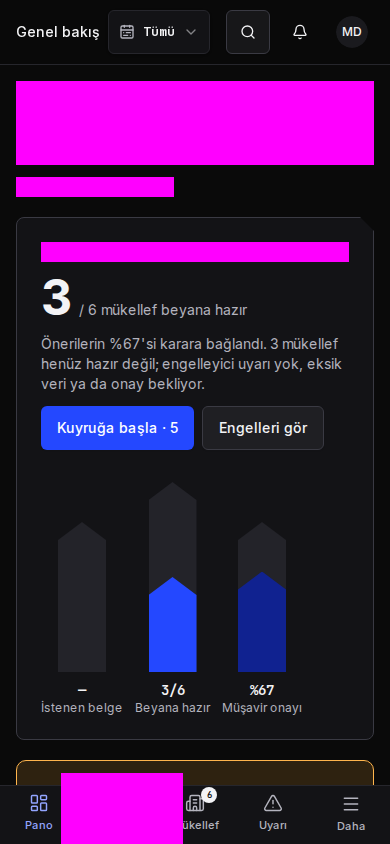 Genel bakış
Tümü
MD
3 / 6 mükellef beyana hazır
Önerilerin %67'si karara bağlandı. 3 mükellef
henüz hazır değil; engelleyici uyarı yok, eksik
veri ya da onay bekliyor.
Kuyruğa başla · 5
Engelleri gör
– 3/6 %67
İstenen belge Beyana hazır Müşavir onayı
6
Pano Uyarı Daha